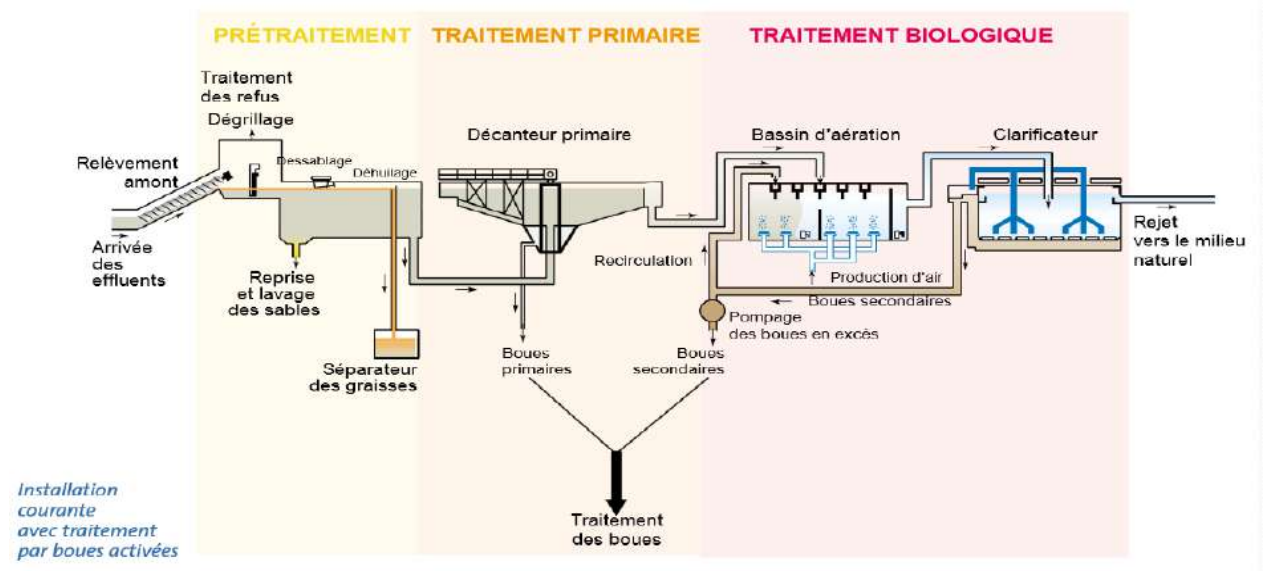 PRÉTRAITEMENT
TRAITEMENT PRIMAIRE
TRAITEMENT BIOLOGIQUE
Traitement
des refus
Dégrillage
Relèvement
amont
Dessablage
Déhuilage
Décanteur primaire
Bassin d'aération
Clarificateur
Arrivée
des
effluents
Reprise
et lavage
des sables
Séparateur
des graisses
Recirculation
Production d'air
Boues secondaires
Rejet
vers le milieu
naturel
Pompage
des boues en excès
Boues
primaires
Boues
secondaires
Traitement
des boues
Installation
courante
avec traitement
par boues activées